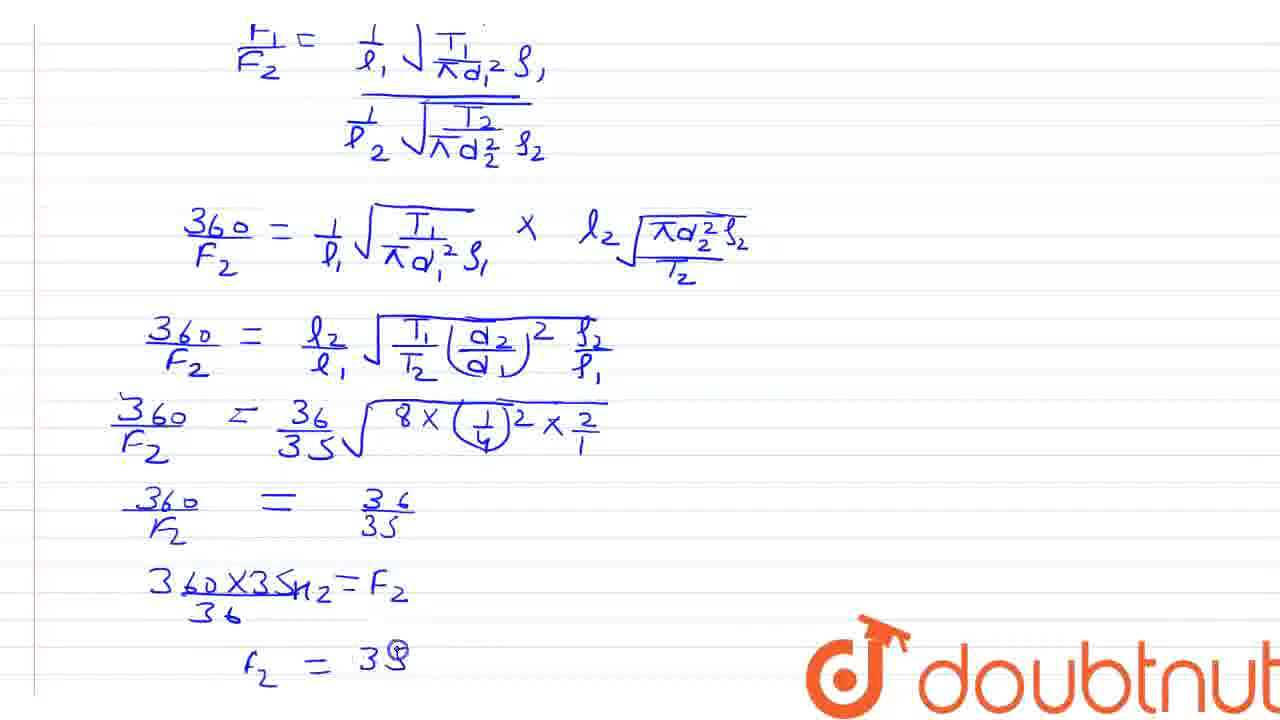 F₁/F₂ = 1/l₁ √(T₁/πd₁² ρ₁)
1/l₂ √(T₂/πd₂² ρ₂)
360/F₂ = 1/l₁ √(T₁/πd₁² ρ₁) × l₂ √(πd₂² ρ₂/T₂)
360/F₂ = l₂/l₁ √(T₁/T₂ (d₂/d₁)² ρ₂/ρ₁)
360/F₂ = 36/35 √(8 × (1/4)² × 2/1)
360/F₂ = 36/35
360×35Hz/36 = F₂
F₂ = 35
doubtnut